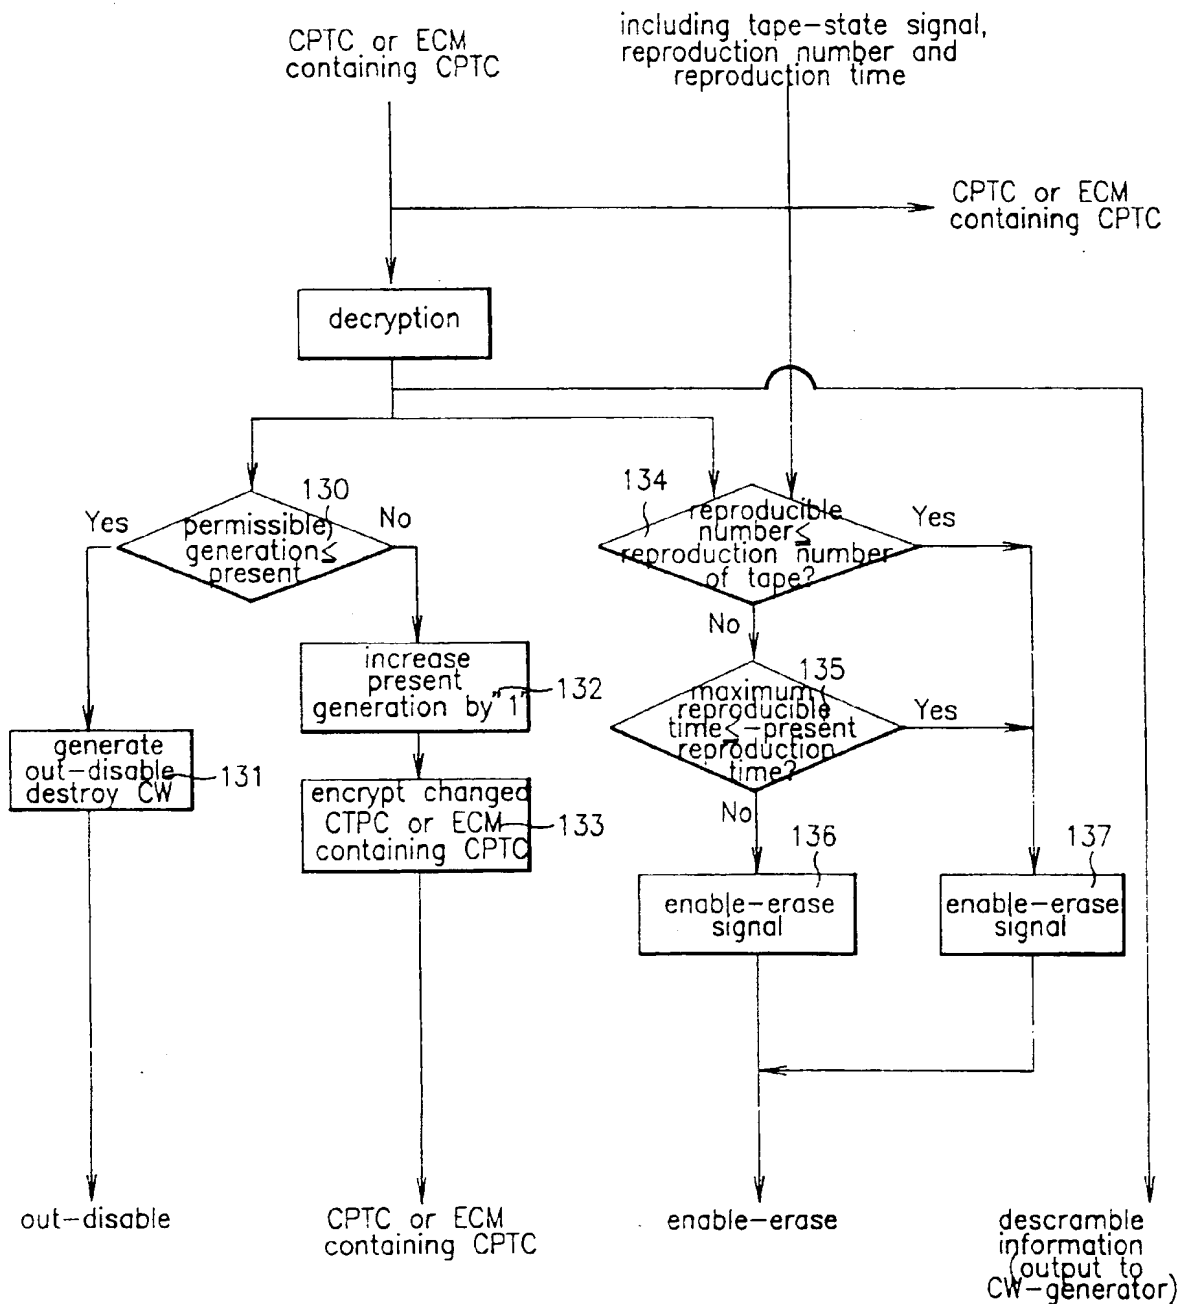 CPTC or ECM
containing CPTC
including tape-state signal,
reproduction number and
reproduction time
CPTC or ECM
containing CPTC
decryption
130
Yes
No
permissible
generation≤
present
134
reproducible
number≤
reproduction number
of tape?
Yes
No
increase
present
generation by "1"
132
135
maximum
reproducible
time≤-present
reproduction
time?
Yes
No
generate
out-disable
destroy CW
131
encrypt changed
CTPC or ECM
containing CPTC
133
136
enable-erase
signal
137
enable-erase
signal
out-disable
CPTC or ECM
containing CPTC
enable-erase
descramble
information
(output to
CW-generator)